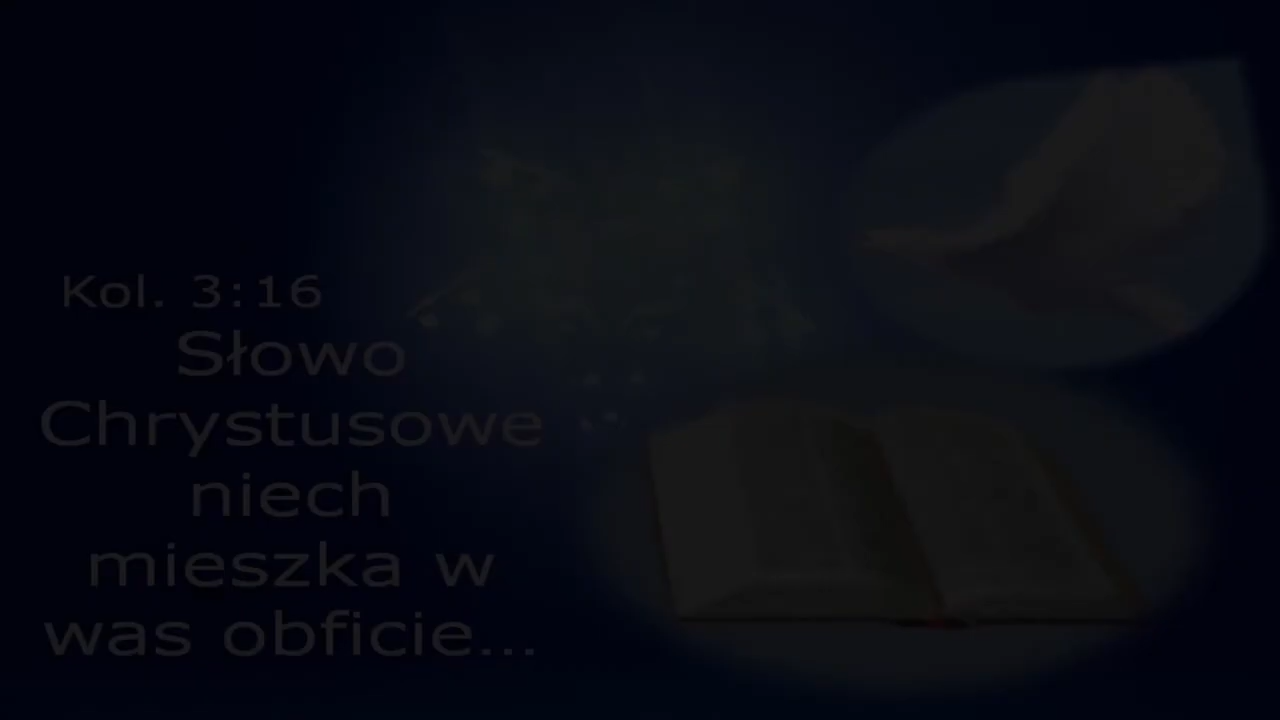 Kol. 3:16
Słowo
Chrystusowe
niech
mieszka w
was obficie...